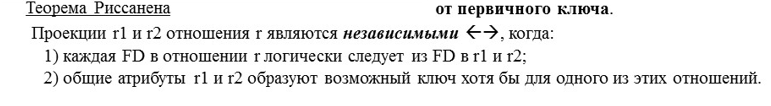 Теорема Риссанена от первичного ключа.
Проекции r1 и r2 отношения r являются независимыми ←→, когда:
1) каждая FD в отношении r логически следует из FD в r1 и r2;
2) общие атрибуты r1 и r2 образуют возможный ключ хотя бы для одного из этих отношений.